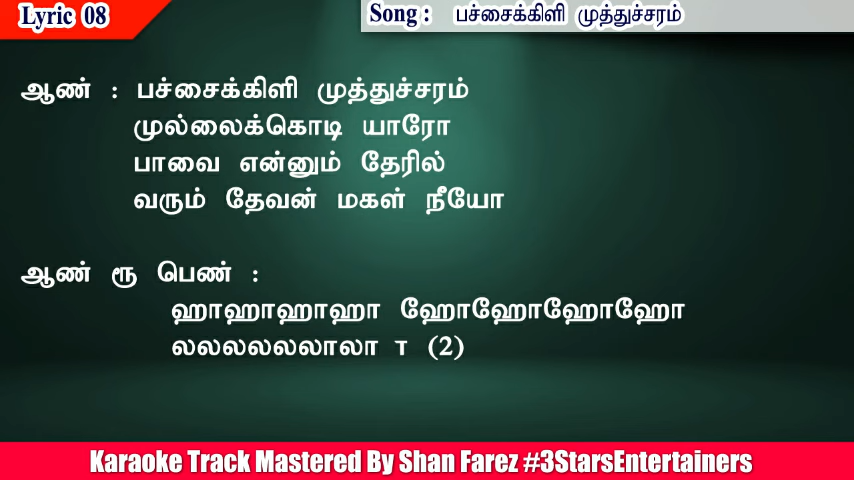 Lyric 08
Song : பச்சைக்கிளி முத்துச்சரம்
ஆண் : பச்சைக்கிளி முத்துச்சரம்
முல்லைக்கொடி யாரோ
பாவை என்னும் தேரில்
வரும் தேவன் மகள் நீயோ
ஆண் ரூ பெண் :
ஹாஹாஹாஹா ஹோஹோஹோஹோ
லலலலலலாலா ா (2)
Karaoke Track Mastered By Shan Farez #3StarsEntertainers